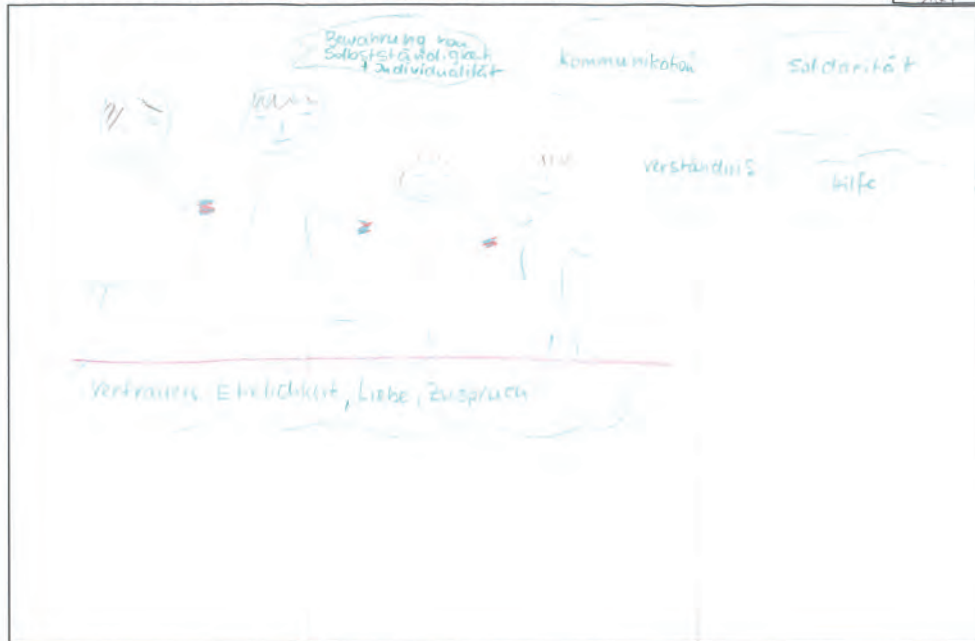 Bewahrung von
Selbstständigkeit
+ Individualität
Kommunikation
Solidarität
Verständnis
Hilfe
Vertrauen, Ehrlichkeit, Liebe, Zuspruch